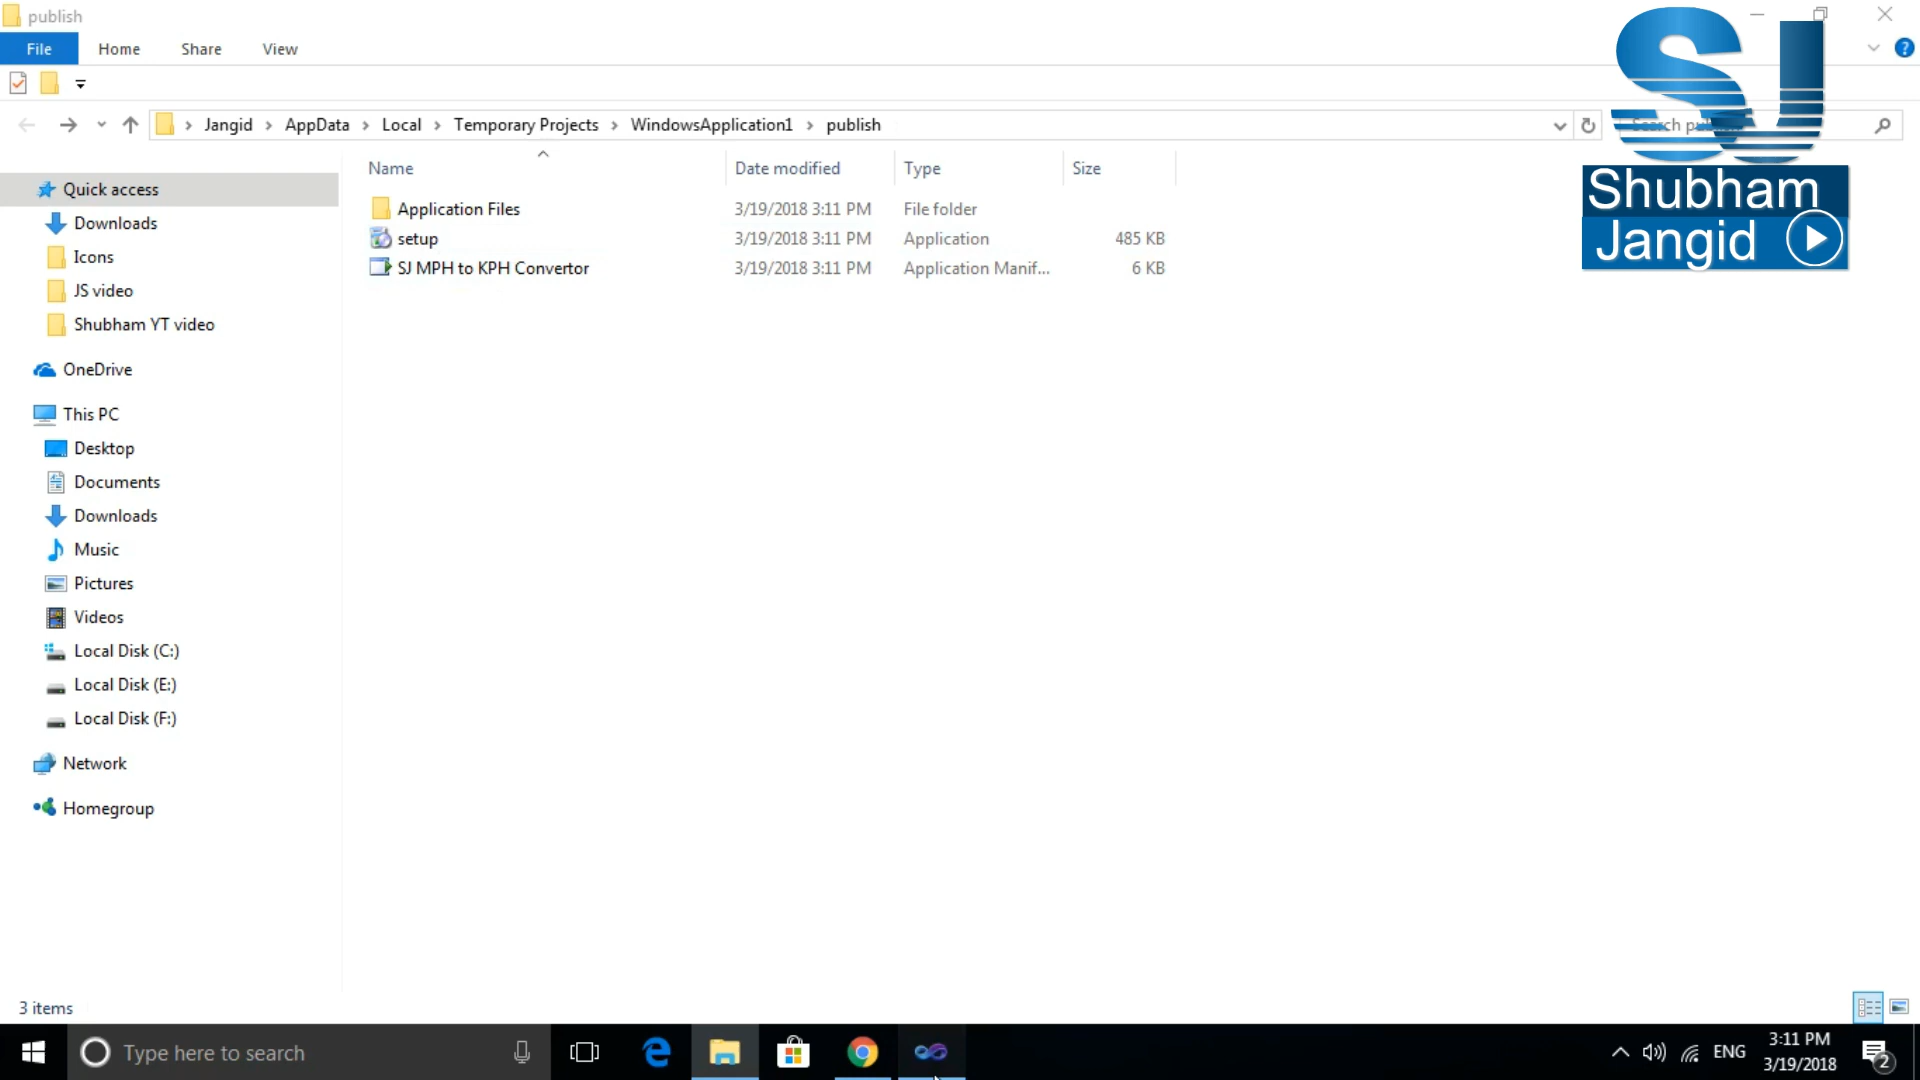 publish
File Home Share View
Jangid AppData Local Temporary Projects WindowsApplication1 publish
Search
SJ
Shubham
Jangid
Name Date modified Type Size
Application Files 3/19/2018 3:11 PM File folder
setup 3/19/2018 3:11 PM Application 485 KB
SJ MPH to KPH Convertor 3/19/2018 3:11 PM Application Manif... 6 KB
Quick access
Downloads
Icons
JS video
Shubham YT video
OneDrive
This PC
Desktop
Documents
Downloads
Music
Pictures
Videos
Local Disk (C:)
Local Disk (E:)
Local Disk (F:)
Network
Homegroup
3 items
Type here to search
ENG
3:11 PM
3/19/2018
2